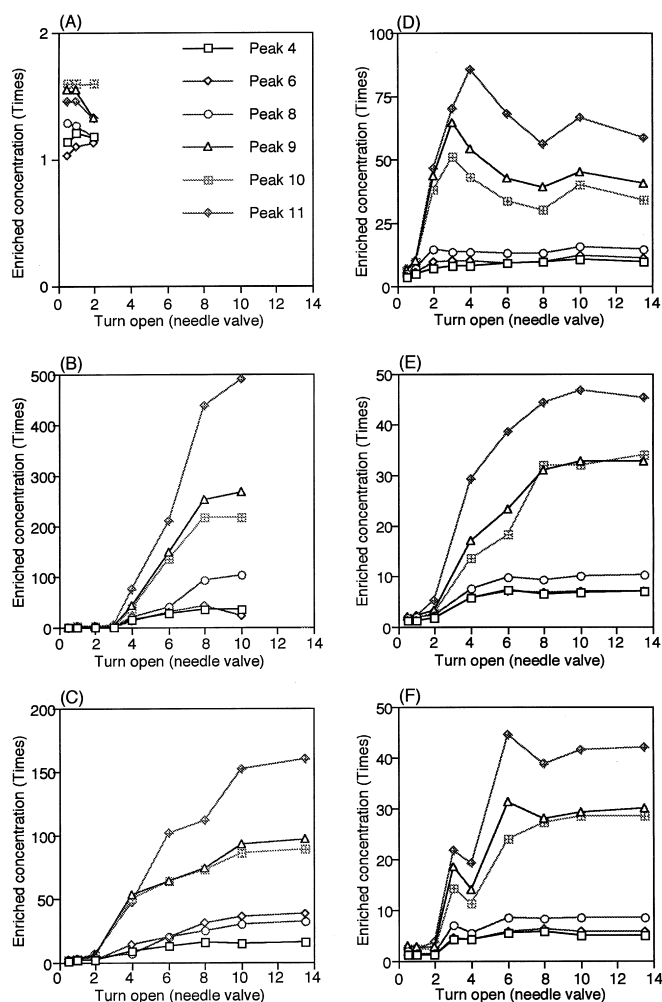 (A)
2
1
0
Enriched concentration (Times)
0 2 4 6 8 10 12 14
Turn open (needle valve)
Peak 4
Peak 6
Peak 8
Peak 9
Peak 10
Peak 11
(D)
100
75
50
25
0
Enriched concentration (Times)
0 2 4 6 8 10 12 14
Turn open (needle valve)
(B)
500
400
300
200
100
0
Enriched concentration (Times)
0 2 4 6 8 10 12 14
Turn open (needle valve)
(E)
50
40
30
20
10
0
Enriched concentration (Times)
0 2 4 6 8 10 12 14
Turn open (needle valve)
(C)
200
150
100
50
0
Enriched concentration (Times)
0 2 4 6 8 10 12 14
Turn open (needle valve)
(F)
50
40
30
20
10
0
Enriched concentration (Times)
0 2 4 6 8 10 12 14
Turn open (needle valve)